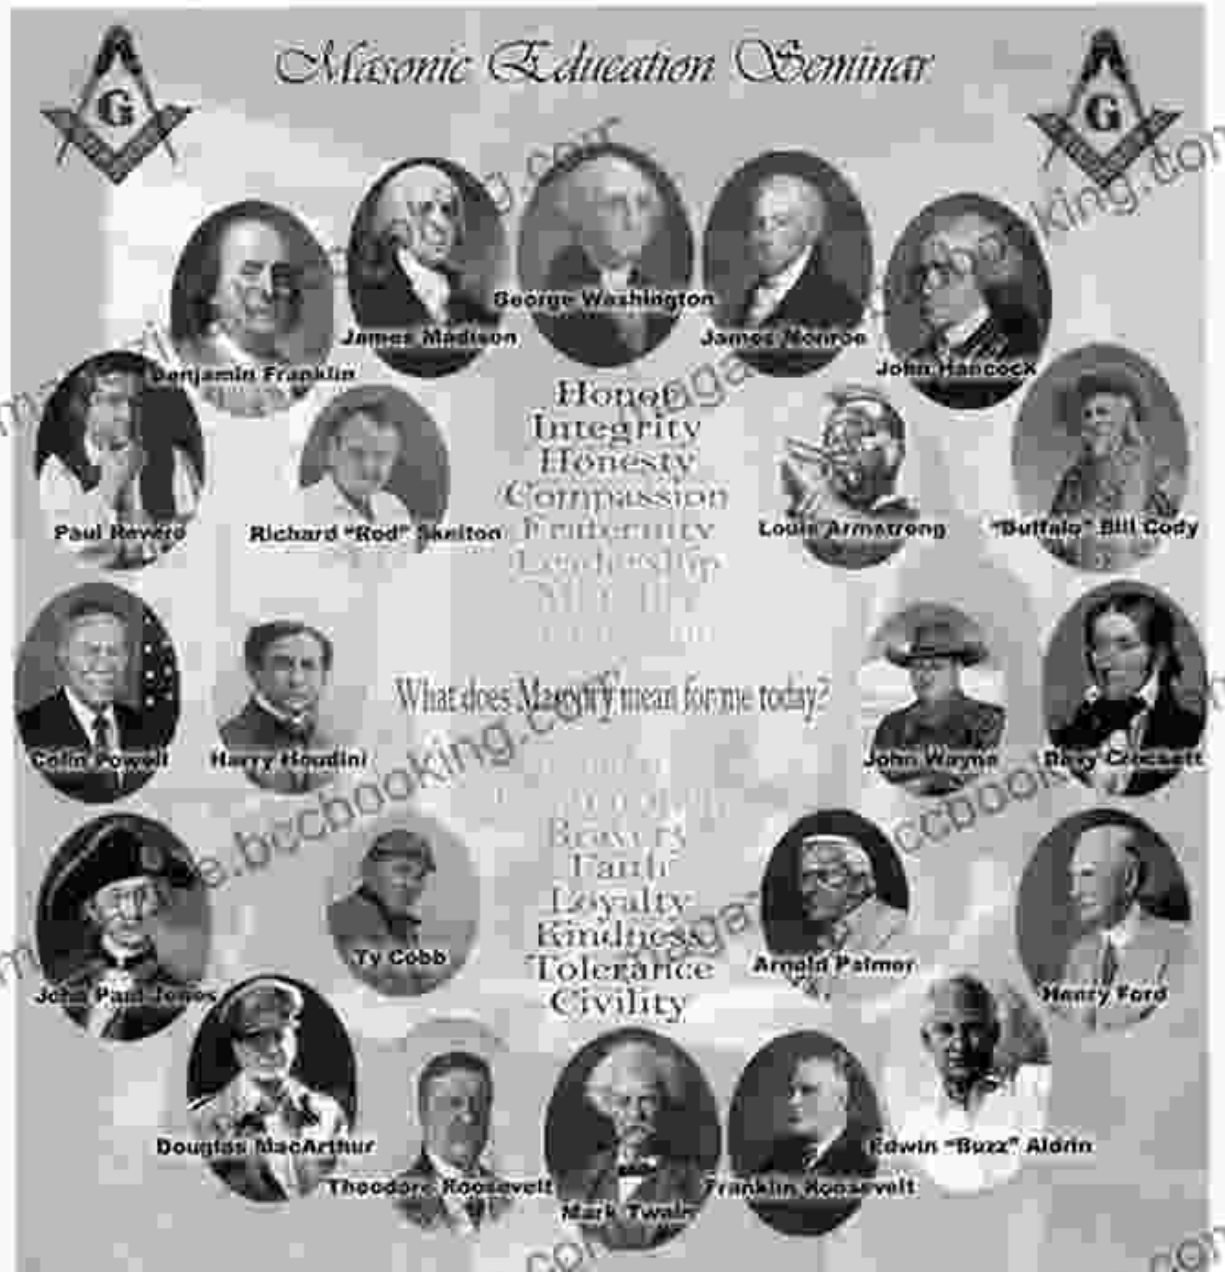 Masonic Education Seminar
G
G
George Washington
James Madison
James Monroe
Benjamin Franklin
John Hancock
Honor
Integrity
Honesty
Compassion
Fraternity
Leadership
Paul Revere
Richard "Red" Skelton
Louis Armstrong
"Buffalo" Bill Cody
What does Masonry mean for me today?
Colin Powell
Harry Houdini
John Wayne
Davy Crockett
Bravery
Faith
Loyalty
Kindness
Tolerance
Civility
Ty Cobb
Arnold Palmer
John Paul Jones
Henry Ford
Douglas MacArthur
Edwin "Buzz" Aldrin
Theodore Roosevelt
Franklin Roosevelt
Mark Twain